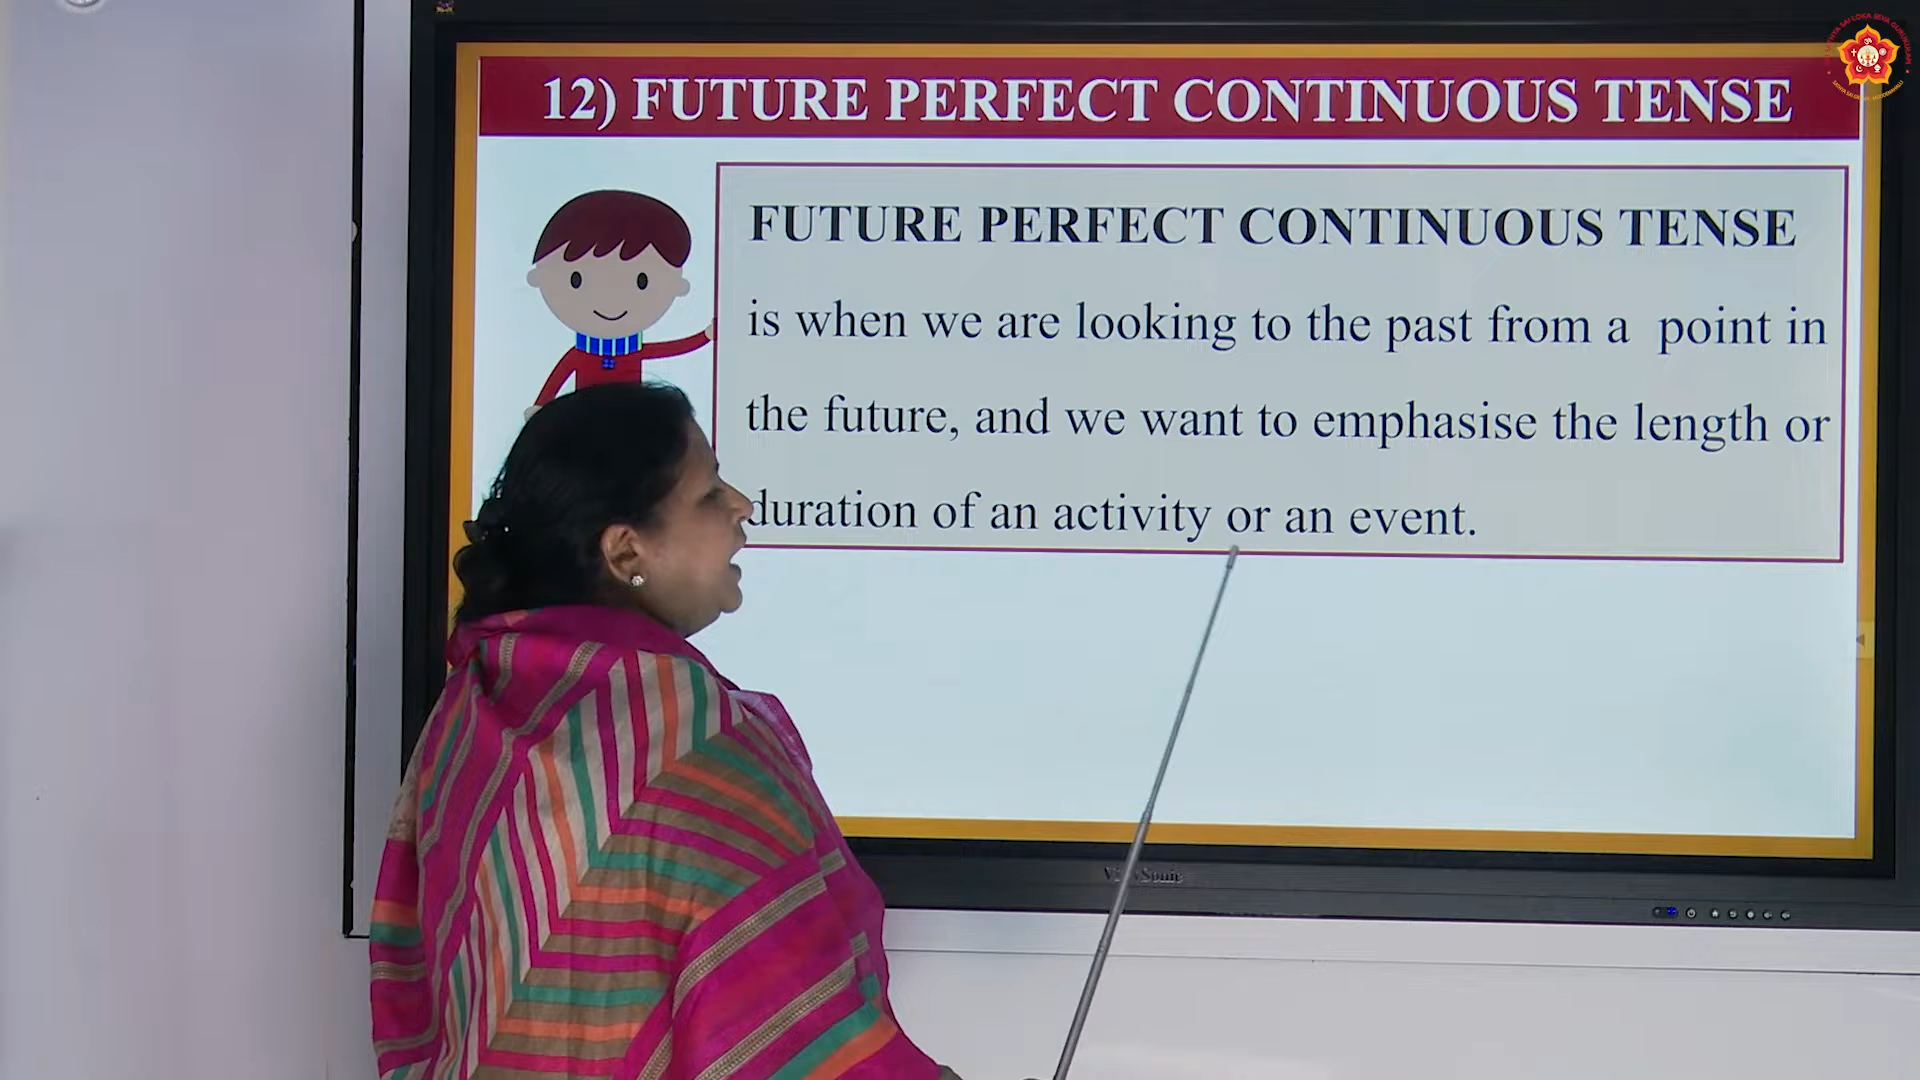 12) FUTURE PERFECT CONTINUOUS TENSE
FUTURE PERFECT CONTINUOUS TENSE
is when we are looking to the past from a point in
the future, and we want to emphasise the length or
duration of an activity or an event.
ViewSonic